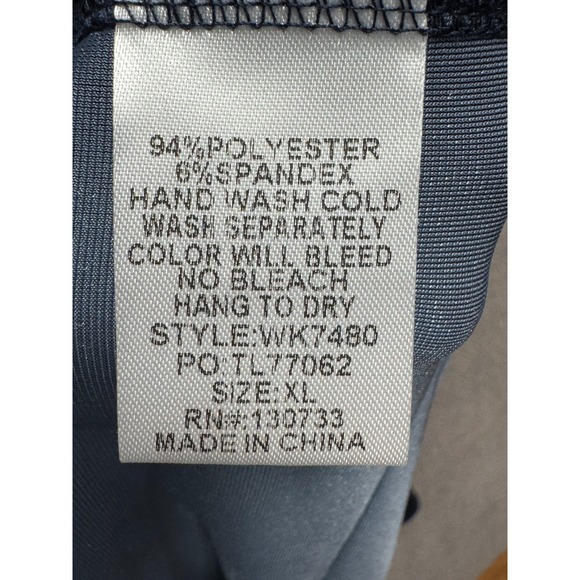 94%POLYESTER
6%SPANDEX
HAND WASH COLD
WASH SEPARATELY
COLOR WILL BLEED
NO BLEACH
HANG TO DRY
STYLE:WK7480
PO:TL77062
SIZE:XL
RN#:130733
MADE IN CHINA